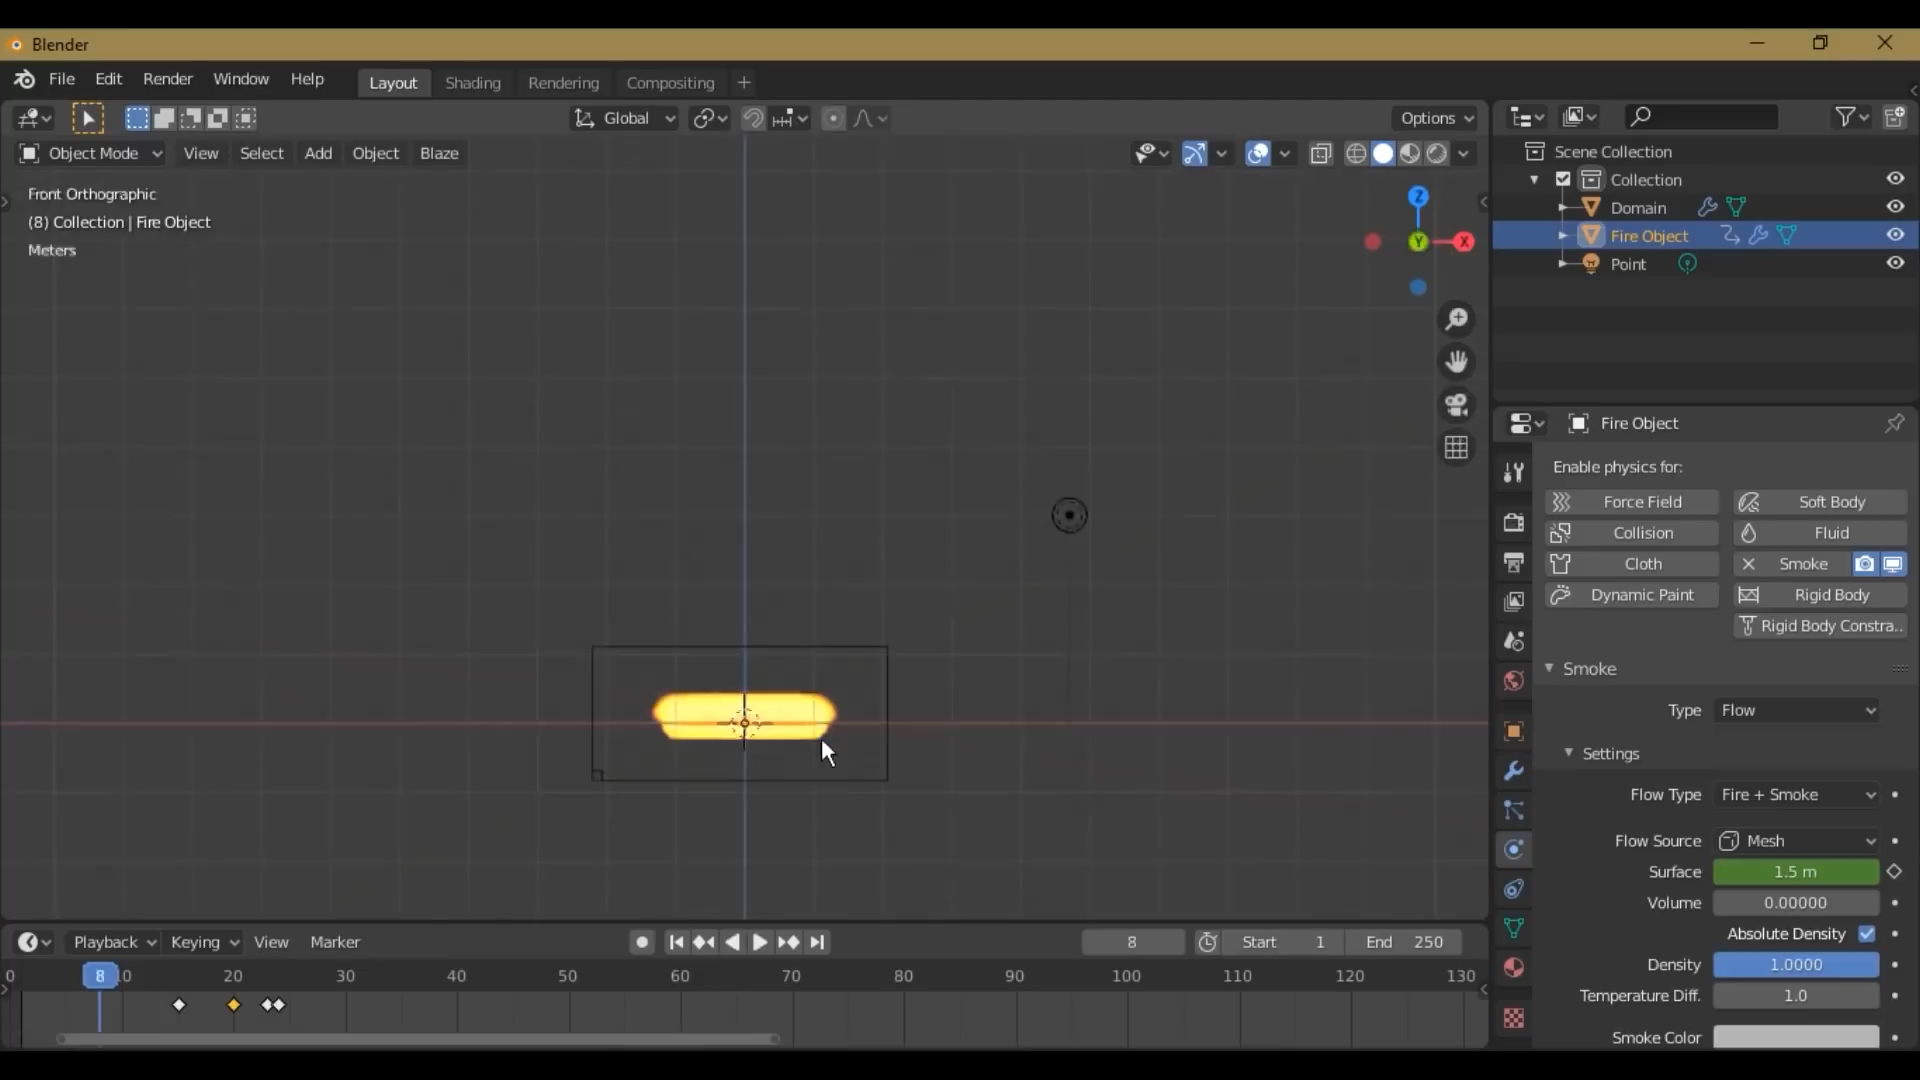 Blender
File Edit Render Window Help Layout Shading Rendering Compositing +
Global Options
Object Mode View Select Add Object Blaze
Front Orthographic
(8) Collection | Fire Object
Meters
Z
Y
X
Scene Collection
Collection
Domain
Fire Object
Point
Fire Object
Enable physics for:
Force Field Soft Body
Collision Fluid
Cloth Smoke
Dynamic Paint Rigid Body
Rigid Body Constra..
Smoke
Type Flow
Settings
Flow Type Fire + Smoke
Flow Source Mesh
Surface 1.5 m
Volume 0.00000
Absolute Density
Density 1.0000
Temperature Diff. 1.0
Smoke Color
Playback Keying View Marker 8 Start 1 End 250
0 8 10 20 30 40 50 60 70 80 90 100 110 120 130